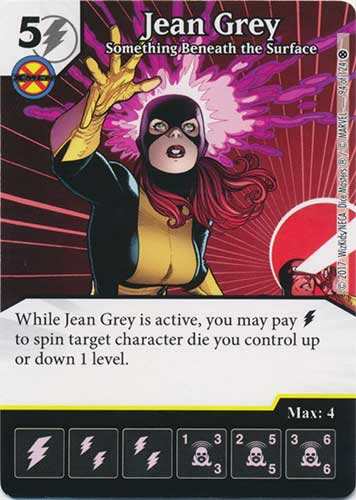 5
Jean Grey
Something Beneath the Surface
X-MEN
94 of 124
© 2017 WizKids/NECA. Dice Masters ® / © MARVEL
While Jean Grey is active, you may pay
to spin target character die you control up
or down 1 level.
Max: 4
1 3 3
2 5 5
3 6 6